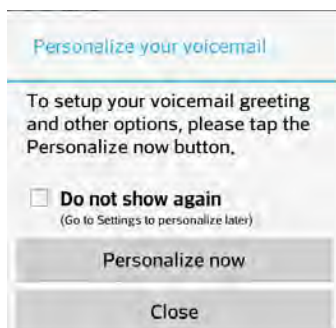 Personalize your voicemail
To setup your voicemail greeting
and other options, please tap the
Personalize now button.
Do not show again
(Go to Settings to personalize later)
Personalize now
Close